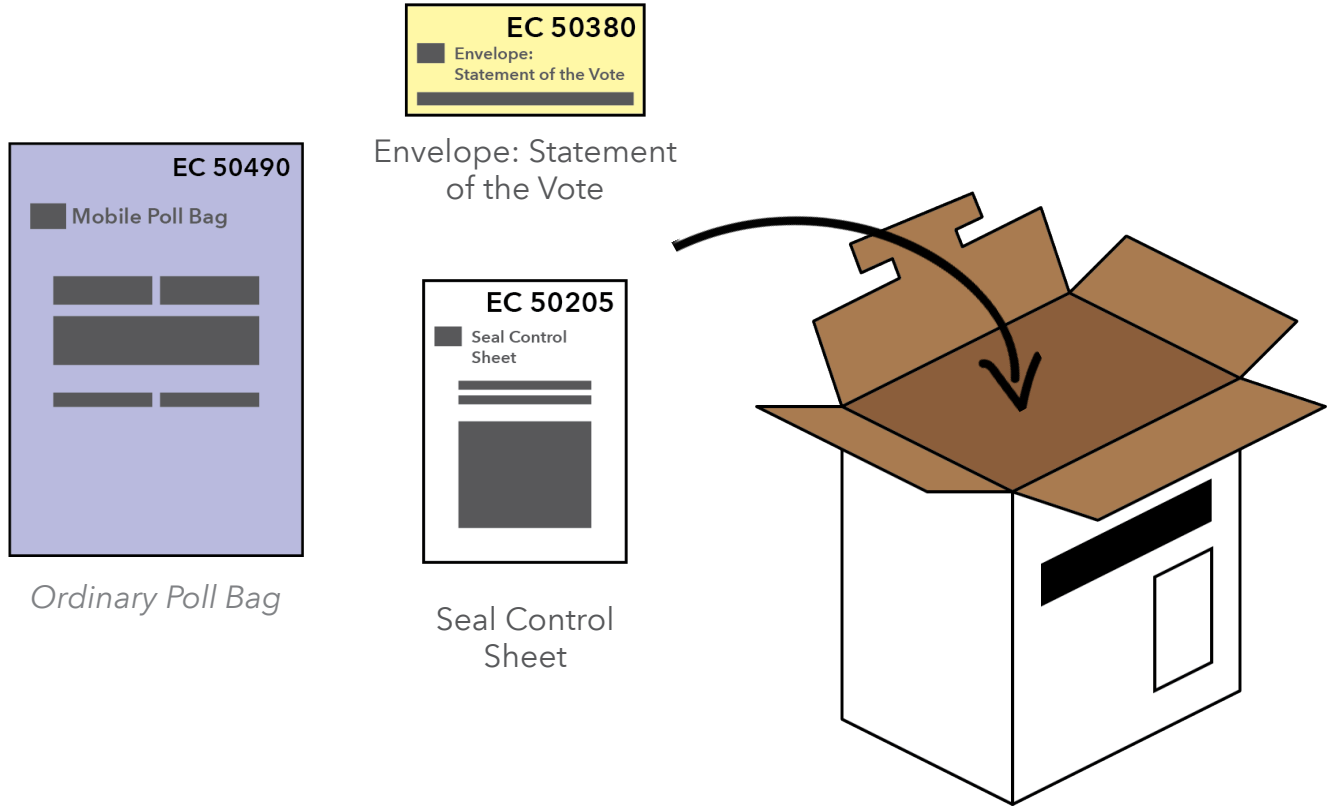 EC 50490
Mobile Poll Bag
Ordinary Poll Bag
EC 50380
Envelope:
Statement of the Vote
Envelope: Statement
of the Vote
EC 50205
Seal Control
Sheet
Seal Control
Sheet